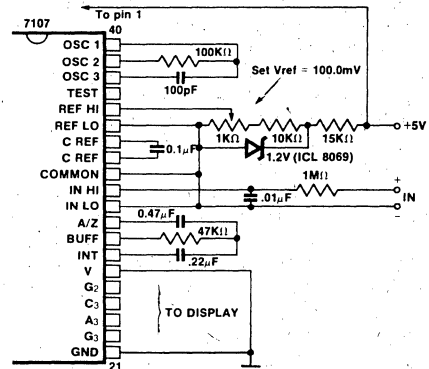 To pin 1
7107
40
OSC 1
100KΩ
OSC 2
OSC 3
100pF
Set Vref = 100.0mV
TEST
REF HI
REF LO
1KΩ
10KΩ
15KΩ
+5V
C REF
0.1μF
1.2V (ICL 8069)
C REF
COMMON
1MΩ
+
IN HI
.01μF
IN
IN LO
−
0.47μF
A/Z
BUFF
47KΩ
INT
.22μF
V
G2
C3
TO DISPLAY
A3
G3
GND
21